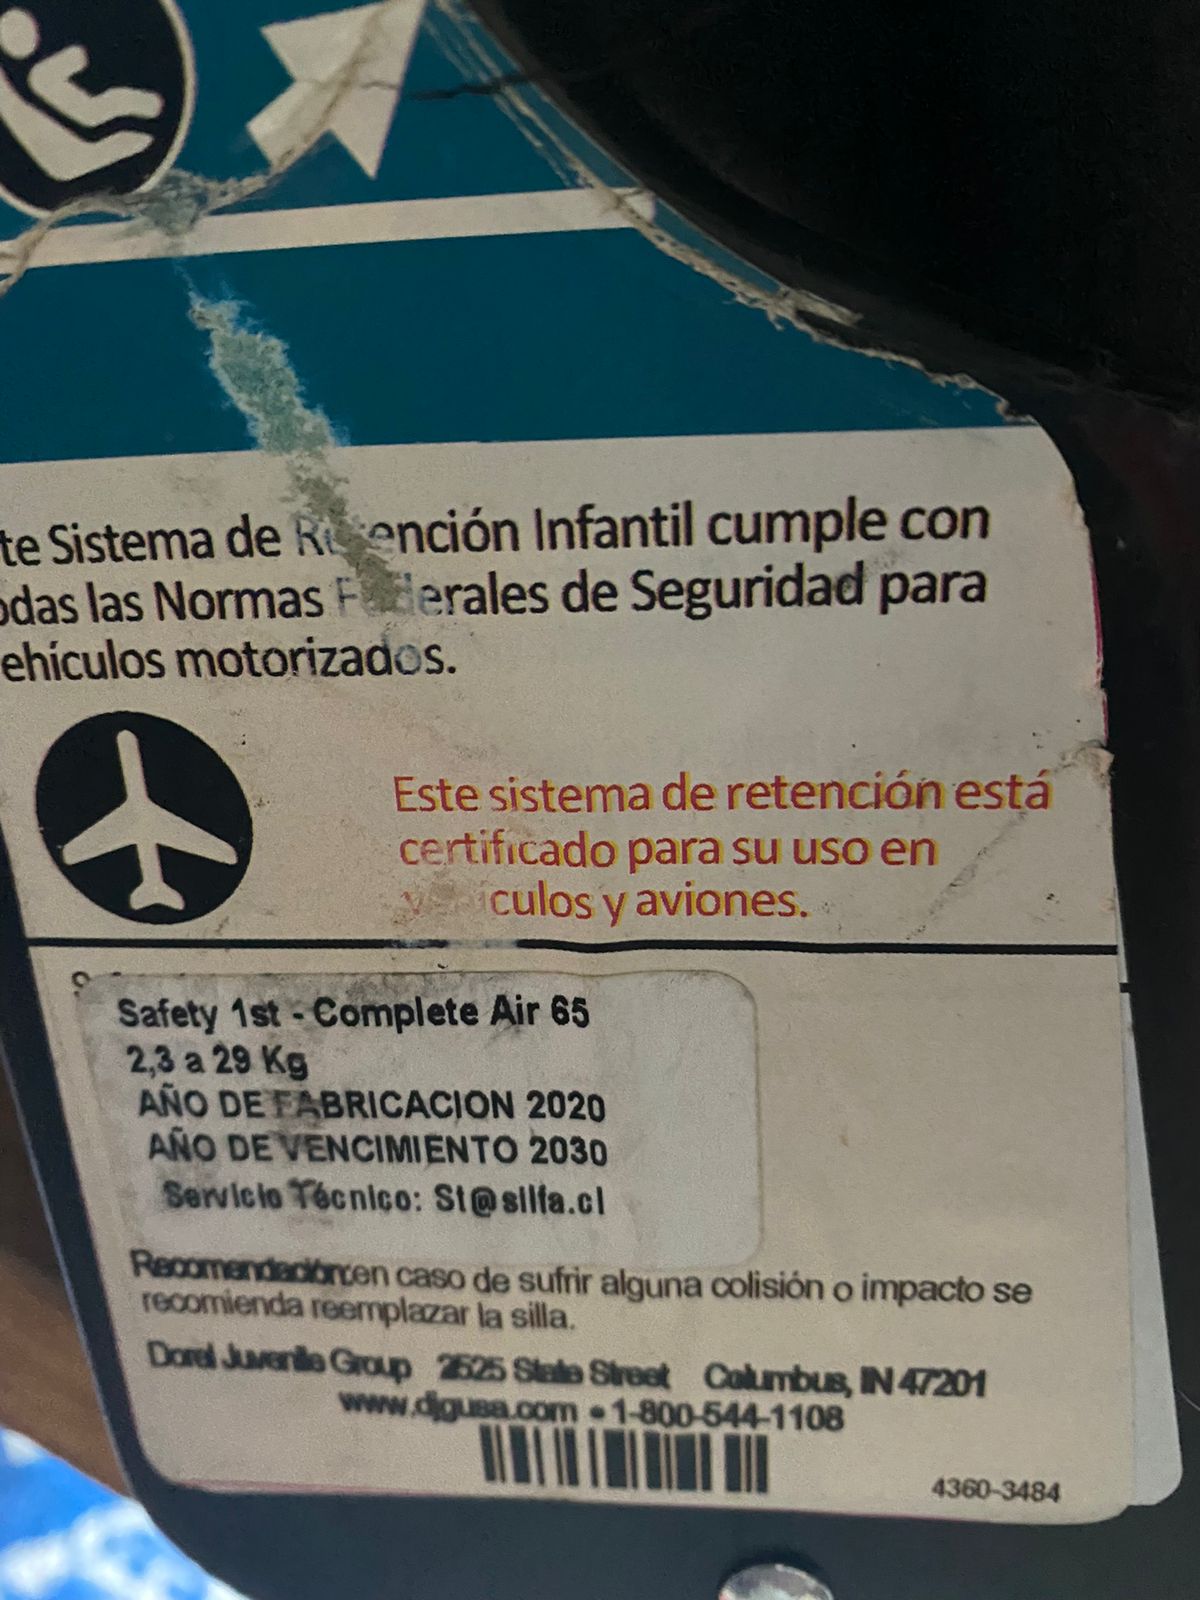 te Sistema de Retención Infantil cumple con
odas las Normas Federales de Seguridad para
ehículos motorizados.
Este sistema de retención está
certificado para su uso en
vehículos y aviones.
Safety 1st - Complete Air 65
2,3 a 29 Kg
AÑO DE FABRICACION 2020
AÑO DE VENCIMIENTO 2030
Servicio Técnico: St@silfa.cl
Recomendación:en caso de sufrir alguna colisión o impacto se
recomienda reemplazar la silla.
Dorel Juvenile Group 2525 State Street Columbus, IN 47201
www.djgusa.com • 1-800-544-1108
4360-3484